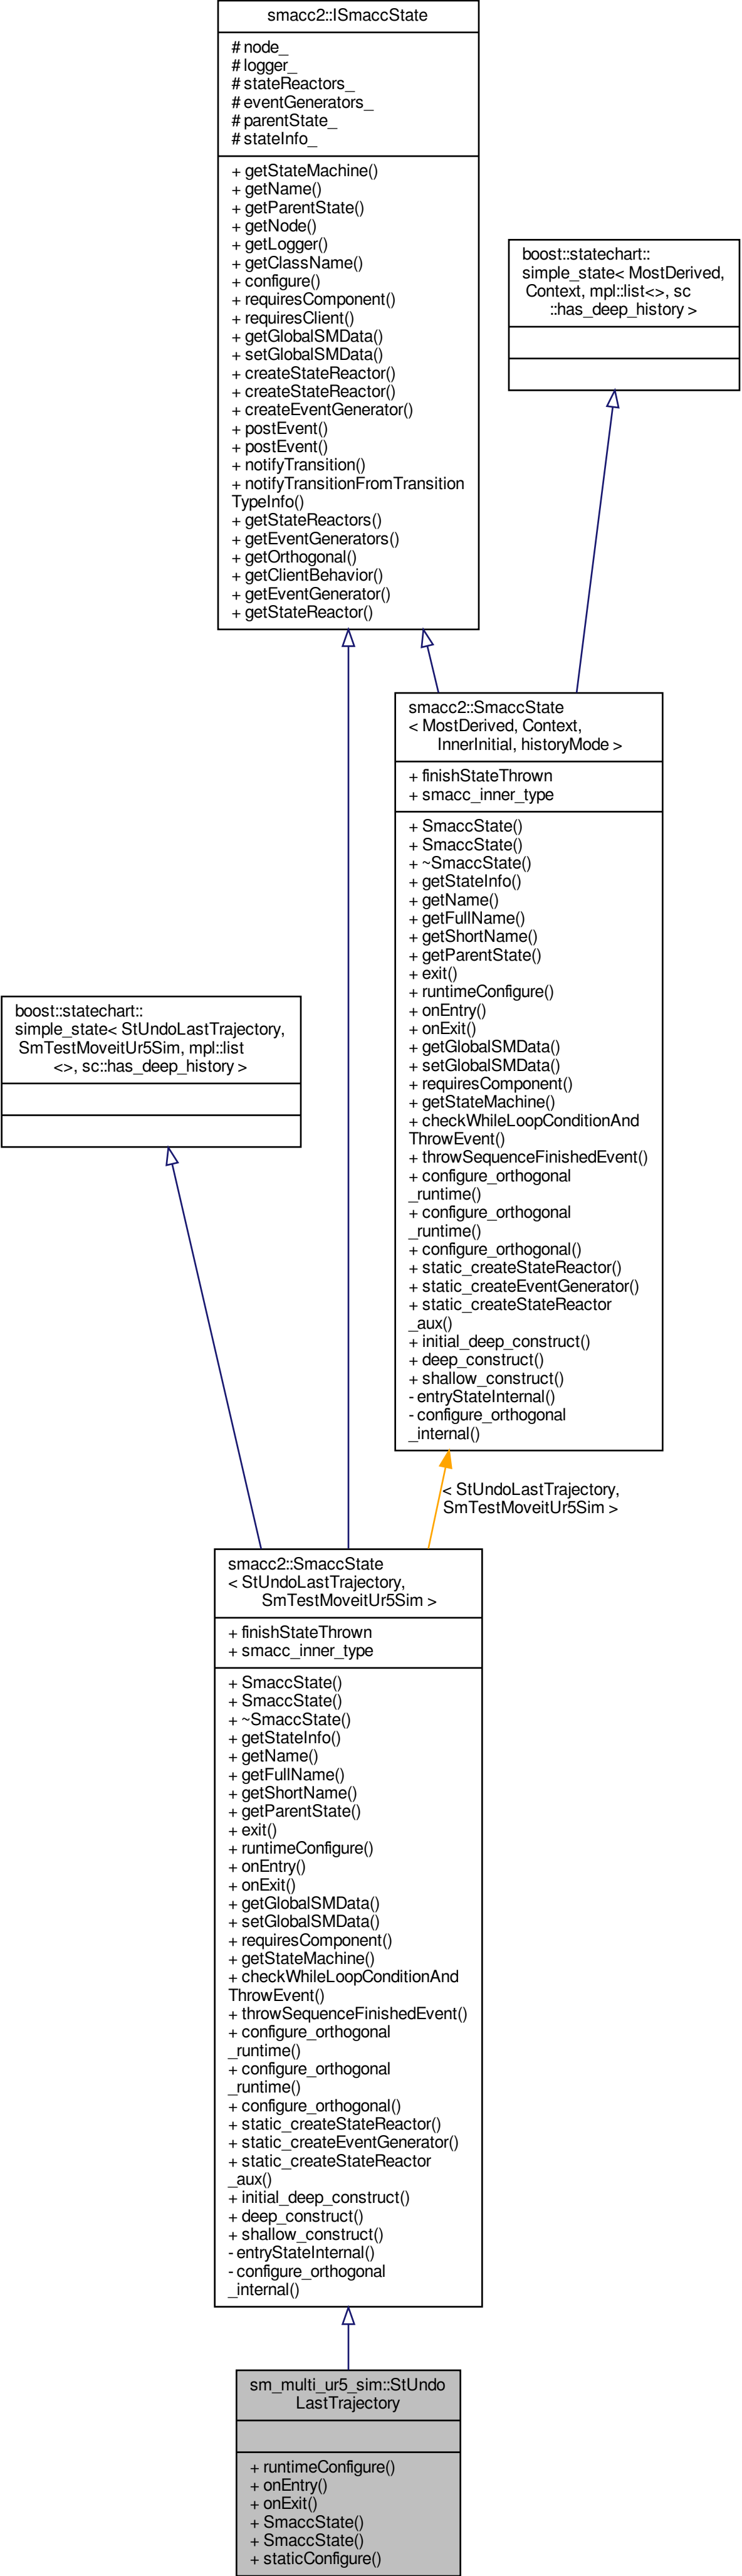 smacc2::ISmaccState
# node_
# logger_
# stateReactors_
# eventGenerators_
# parentState_
# stateInfo_
+ getStateMachine()
+ getName()
+ getParentState()
+ getNode()
+ getLogger()
+ getClassName()
+ configure()
+ requiresComponent()
+ requiresClient()
+ getGlobalSMData()
+ setGlobalSMData()
+ createStateReactor()
+ createStateReactor()
+ createEventGenerator()
+ postEvent()
+ postEvent()
+ notifyTransition()
+ notifyTransitionFromTransition
TypeInfo()
+ getStateReactors()
+ getEventGenerators()
+ getOrthogonal()
+ getClientBehavior()
+ getEventGenerator()
+ getStateReactor()
boost::statechart::
simple_state< MostDerived,
Context, mpl::list<>, sc
::has_deep_history >
smacc2::SmaccState
< MostDerived, Context,
InnerInitial, historyMode >
+ finishStateThrown
+ smacc_inner_type
+ SmaccState()
+ SmaccState()
+ ~SmaccState()
+ getStateInfo()
+ getName()
+ getFullName()
+ getShortName()
+ getParentState()
+ exit()
+ runtimeConfigure()
+ onEntry()
+ onExit()
+ getGlobalSMData()
+ setGlobalSMData()
+ requiresComponent()
+ getStateMachine()
+ checkWhileLoopConditionAnd
ThrowEvent()
+ throwSequenceFinishedEvent()
+ configure_orthogonal
_runtime()
+ configure_orthogonal
_runtime()
+ configure_orthogonal()
+ static_createStateReactor()
+ static_createEventGenerator()
+ static_createStateReactor
_aux()
+ initial_deep_construct()
+ deep_construct()
+ shallow_construct()
- entryStateInternal()
- configure_orthogonal
_internal()
boost::statechart::
simple_state< StUndoLastTrajectory,
SmTestMoveitUr5Sim, mpl::list
<>, sc::has_deep_history >
< StUndoLastTrajectory,
SmTestMoveitUr5Sim >
smacc2::SmaccState
< StUndoLastTrajectory,
SmTestMoveitUr5Sim >
+ finishStateThrown
+ smacc_inner_type
+ SmaccState()
+ SmaccState()
+ ~SmaccState()
+ getStateInfo()
+ getName()
+ getFullName()
+ getShortName()
+ getParentState()
+ exit()
+ runtimeConfigure()
+ onEntry()
+ onExit()
+ getGlobalSMData()
+ setGlobalSMData()
+ requiresComponent()
+ getStateMachine()
+ checkWhileLoopConditionAnd
ThrowEvent()
+ throwSequenceFinishedEvent()
+ configure_orthogonal
_runtime()
+ configure_orthogonal
_runtime()
+ configure_orthogonal()
+ static_createStateReactor()
+ static_createEventGenerator()
+ static_createStateReactor
_aux()
+ initial_deep_construct()
+ deep_construct()
+ shallow_construct()
- entryStateInternal()
- configure_orthogonal
_internal()
sm_multi_ur5_sim::StUndo
LastTrajectory
+ runtimeConfigure()
+ onEntry()
+ onExit()
+ SmaccState()
+ SmaccState()
+ staticConfigure()